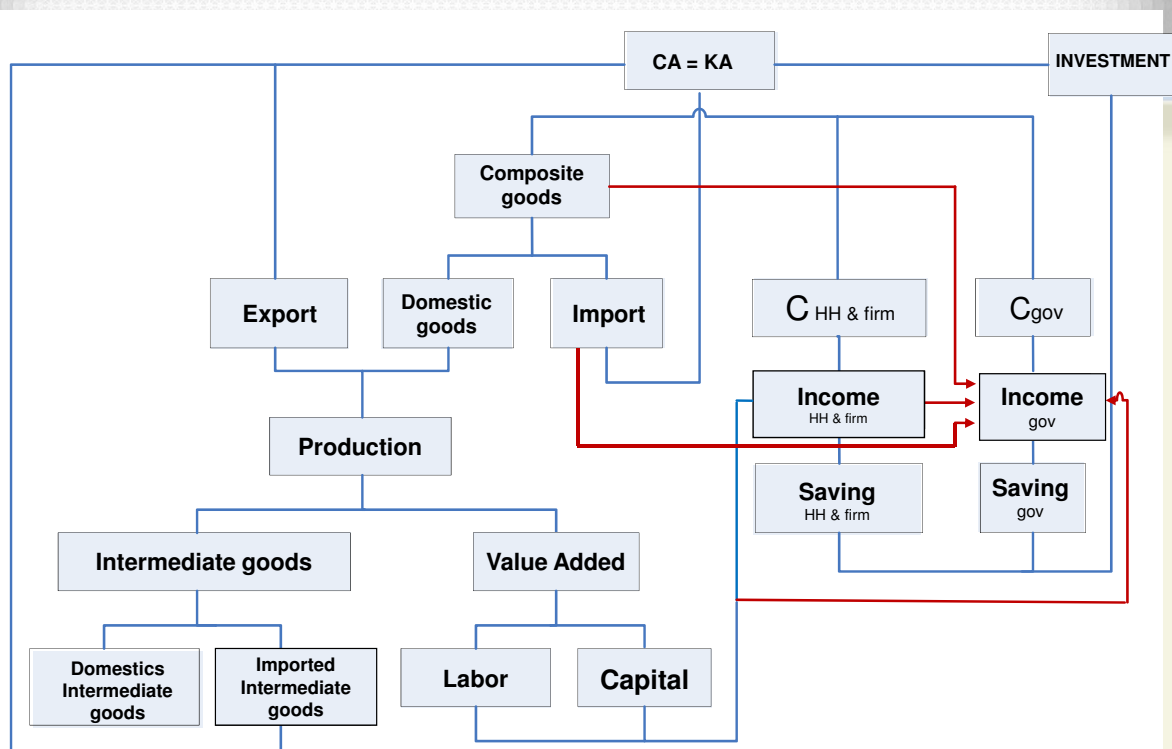 CA = KA
INVESTMENT
Composite
goods
Export
Domestic
goods
Import
C HH & firm
Cgov
Income
HH & firm
Income
gov
Production
Saving
HH & firm
Saving
gov
Intermediate goods
Value Added
Domestics
Intermediate
goods
Imported
Intermediate
goods
Labor
Capital